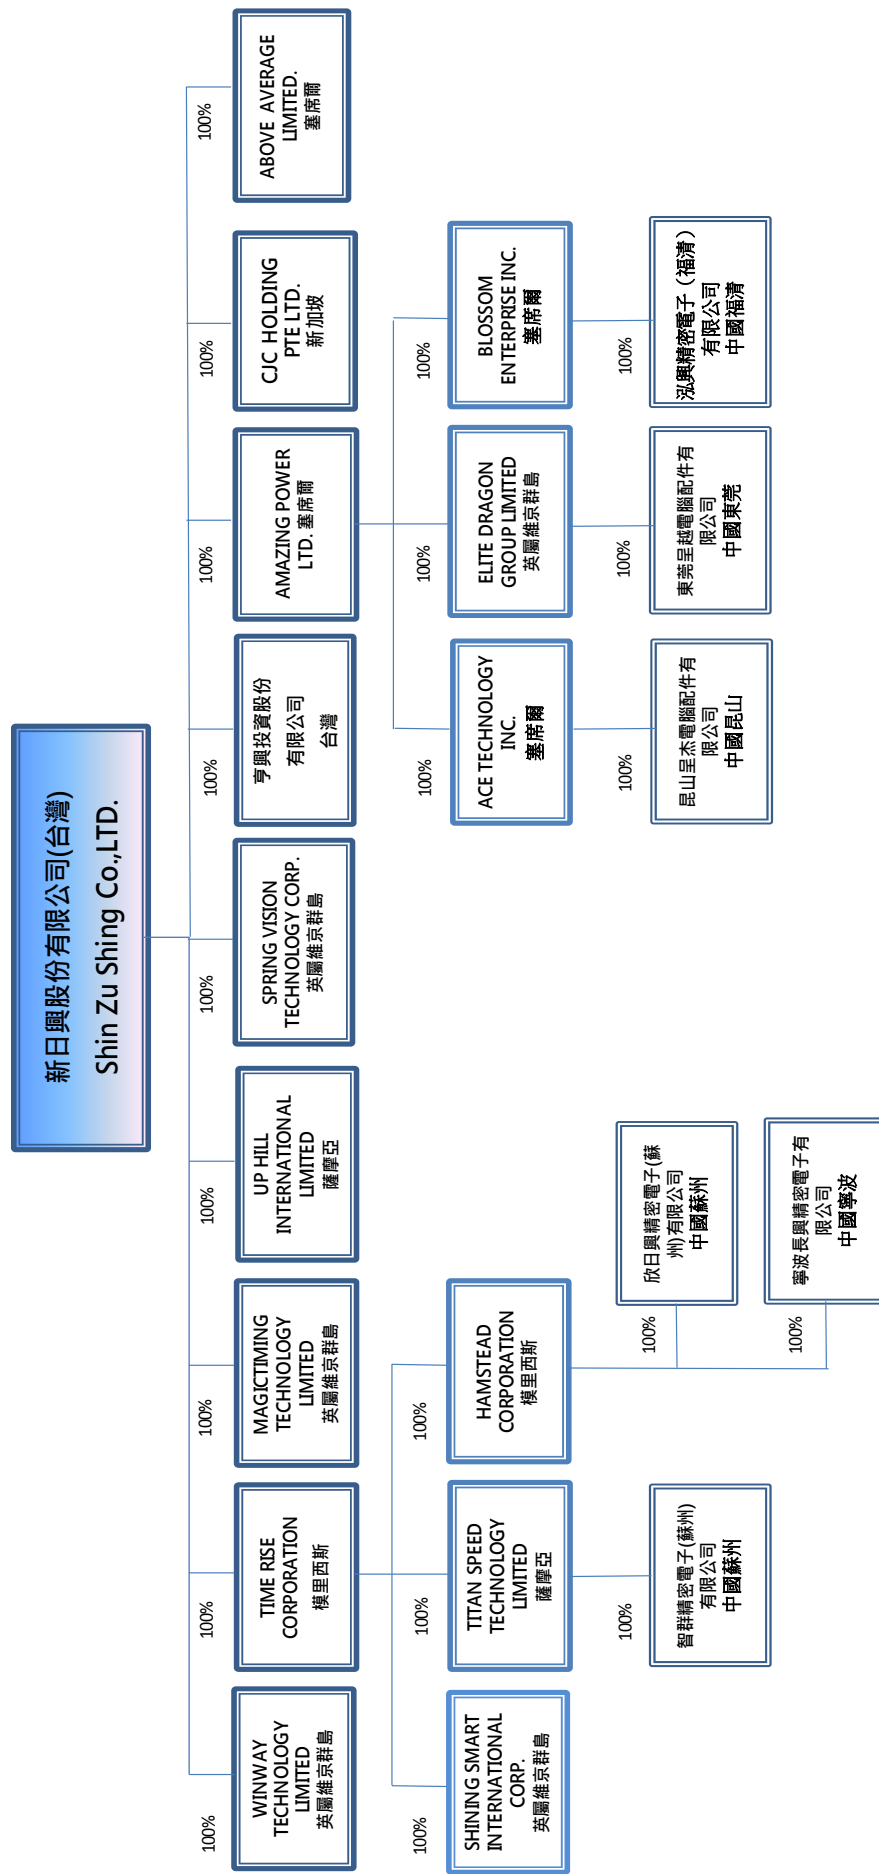 新日興股份有限公司(台灣)
Shin Zu Shing Co.,LTD.
100%
100%
100%
100%
100%
100%
100%
100%
100%
WINWAY
TECHNOLOGY
LIMITED
英屬維京群島
TIME RISE
CORPORATION
模里西斯
MAGICTIMING
TECHNOLOGY
LIMITED
英屬維京群島
UP HILL
INTERNATIONAL
LIMITED
薩摩亞
SPRING VISION
TECHNOLOGY CORP.
英屬維京群島
亨興投資股份
有限公司
台灣
AMAZING POWER
LTD. 塞席爾
CJC HOLDING
PTE LTD.
新加坡
ABOVE AVERAGE
LIMITED.
塞席爾
100%
100%
100%
100%
100%
100%
SHINING SMART
INTERNATIONAL
CORP.
英屬維京群島
TITAN SPEED
TECHNOLOGY
LIMITED
薩摩亞
HAMSTEAD
CORPORATION
模里西斯
ACE TECHNOLOGY
INC.
塞席爾
ELITE DRAGON
GROUP LIMITED
英屬維京群島
BLOSSOM
ENTERPRISE INC.
塞席爾
100%
100%
100%
100%
100%
智群精密電子(蘇州)
有限公司
中國蘇州
欣日興精密電子(蘇
州)有限公司
中國蘇州
昆山呈杰電腦配件有
限公司
中國昆山
東莞呈越電腦配件有
限公司
中國東莞
泓興精密電子（福清）
有限公司
中國福清
100%
寧波長興精密電子有
限公司
中國寧波